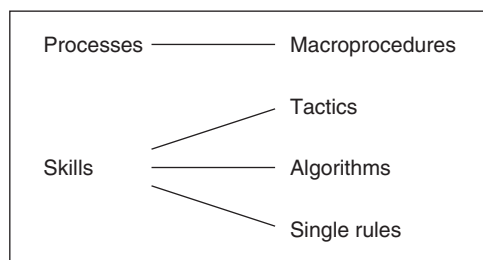 Processes Macroprocedures
Tactics
Skills Algorithms
Single rules